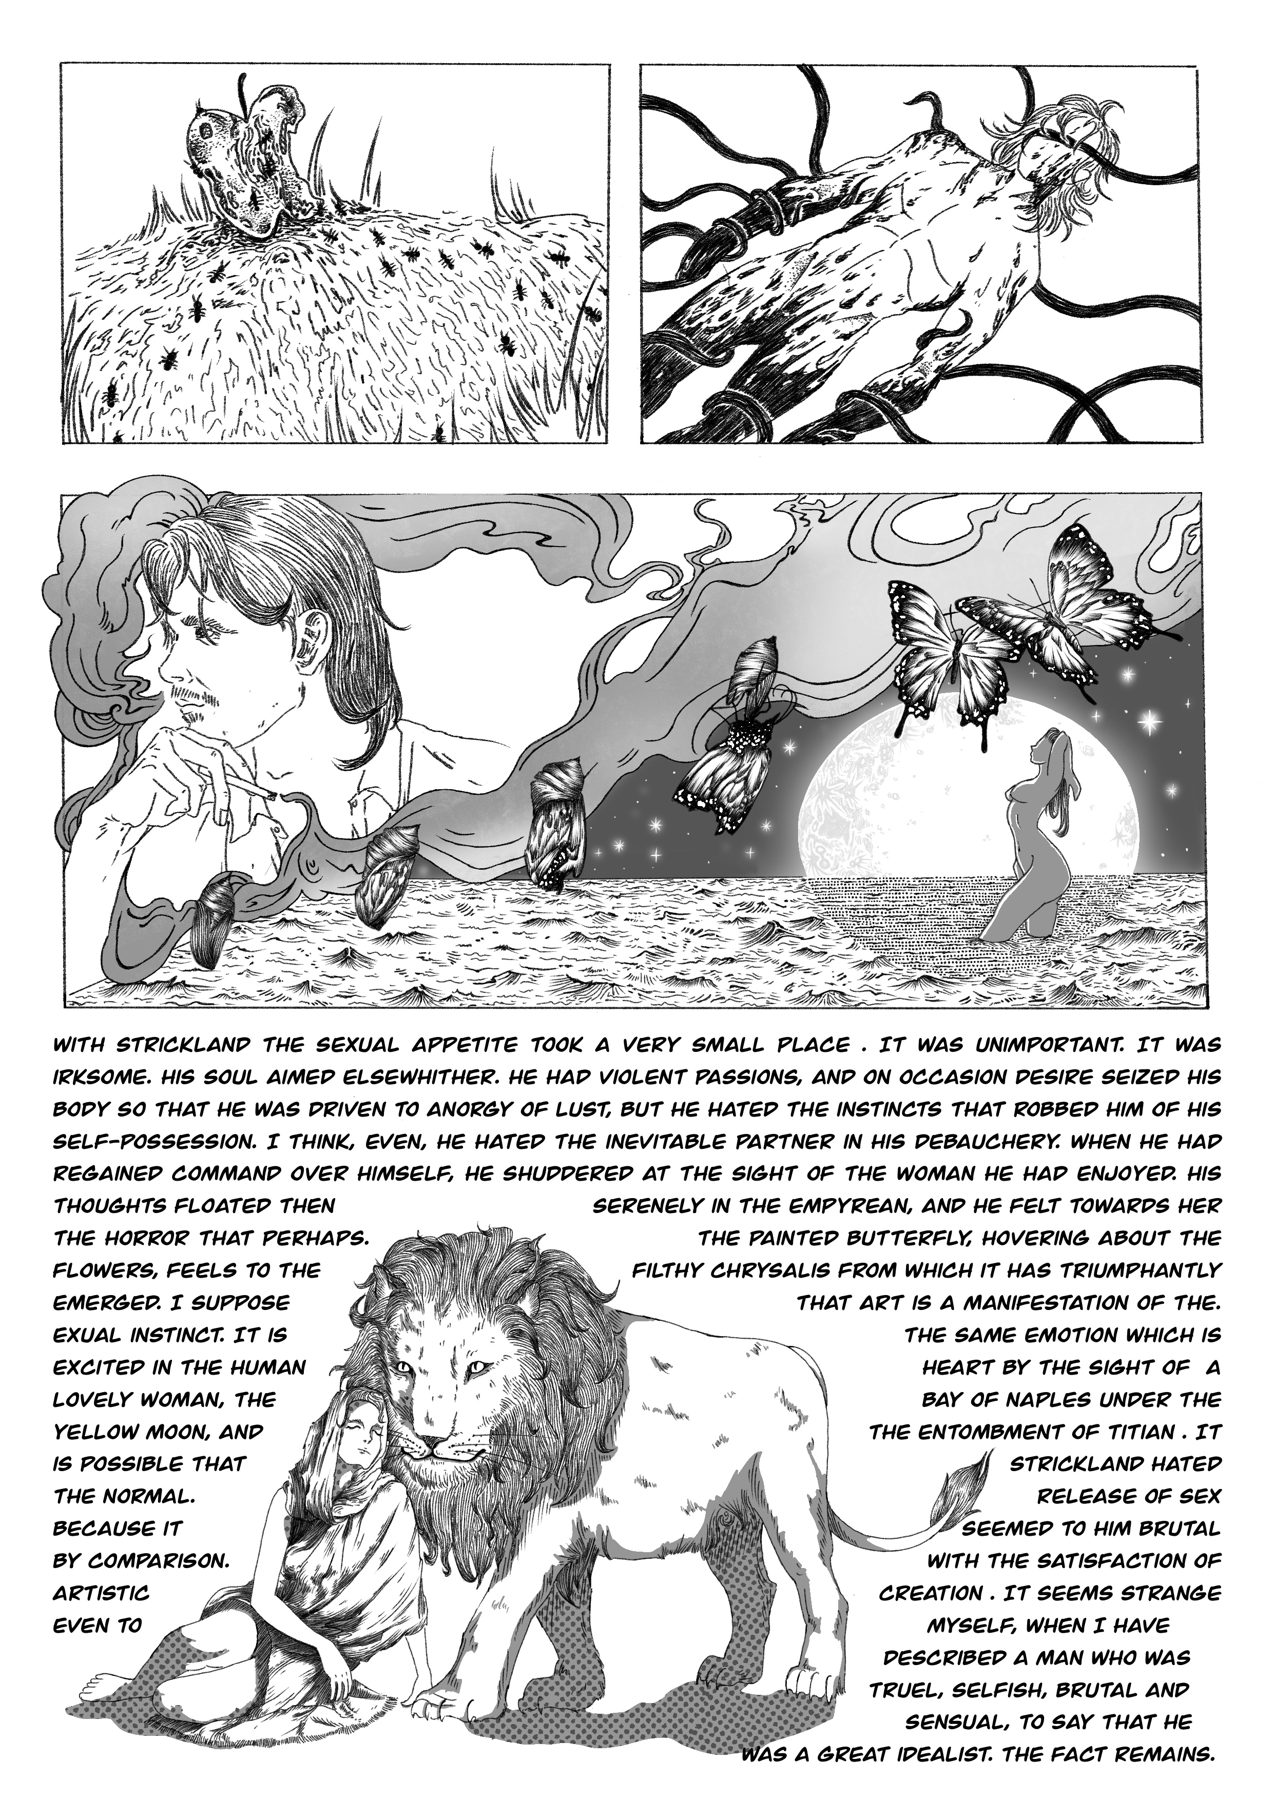 WITH STRICKLAND THE SEXUAL APPETITE TOOK A VERY SMALL PLACE . IT WAS UNIMPORTANT. IT WAS
IRKSOME. HIS SOUL AIMED ELSEWHITHER. HE HAD VIOLENT PASSIONS, AND ON OCCASION DESIRE SEIZED HIS
BODY SO THAT HE WAS DRIVEN TO ANORGY OF LUST, BUT HE HATED THE INSTINCTS THAT ROBBED HIM OF HIS
SELF-POSSESSION. I THINK, EVEN, HE HATED THE INEVITABLE PARTNER IN HIS DEBAUCHERY. WHEN HE HAD
REGAINED COMMAND OVER HIMSELF, HE SHUDDERED AT THE SIGHT OF THE WOMAN HE HAD ENJOYED. HIS
THOUGHTS FLOATED THEN SERENELY IN THE EMPYREAN, AND HE FELT TOWARDS HER
THE HORROR THAT PERHAPS. THE PAINTED BUTTERFLY, HOVERING ABOUT THE
FLOWERS, FEELS TO THE FILTHY CHRYSALIS FROM WHICH IT HAS TRIUMPHANTLY
EMERGED. I SUPPOSE THAT ART IS A MANIFESTATION OF THE.
EXUAL INSTINCT. IT IS THE SAME EMOTION WHICH IS
EXCITED IN THE HUMAN HEART BY THE SIGHT OF A
LOVELY WOMAN, THE BAY OF NAPLES UNDER THE
YELLOW MOON, AND THE ENTOMBMENT OF TITIAN . IT
IS POSSIBLE THAT STRICKLAND HATED
THE NORMAL. RELEASE OF SEX
BECAUSE IT SEEMED TO HIM BRUTAL
BY COMPARISON. WITH THE SATISFACTION OF
ARTISTIC CREATION . IT SEEMS STRANGE
EVEN TO MYSELF, WHEN I HAVE
DESCRIBED A MAN WHO WAS
TRUEL, SELFISH, BRUTAL AND
SENSUAL, TO SAY THAT HE
WAS A GREAT IDEALIST. THE FACT REMAINS.